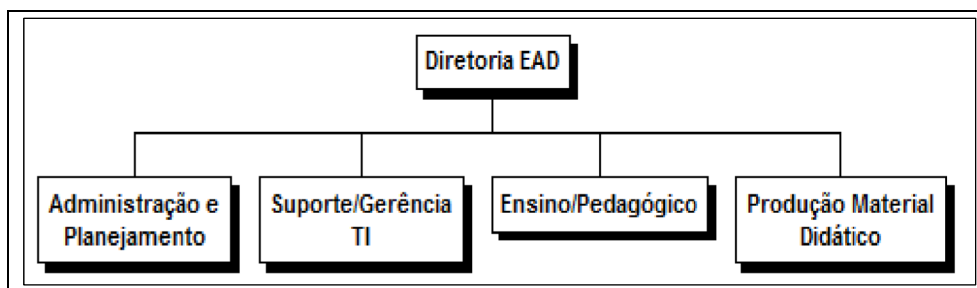 Diretoria EAD
Administração e
Planejamento
Suporte/Gerência
TI
Ensino/Pedagógico
Produção Material
Didático